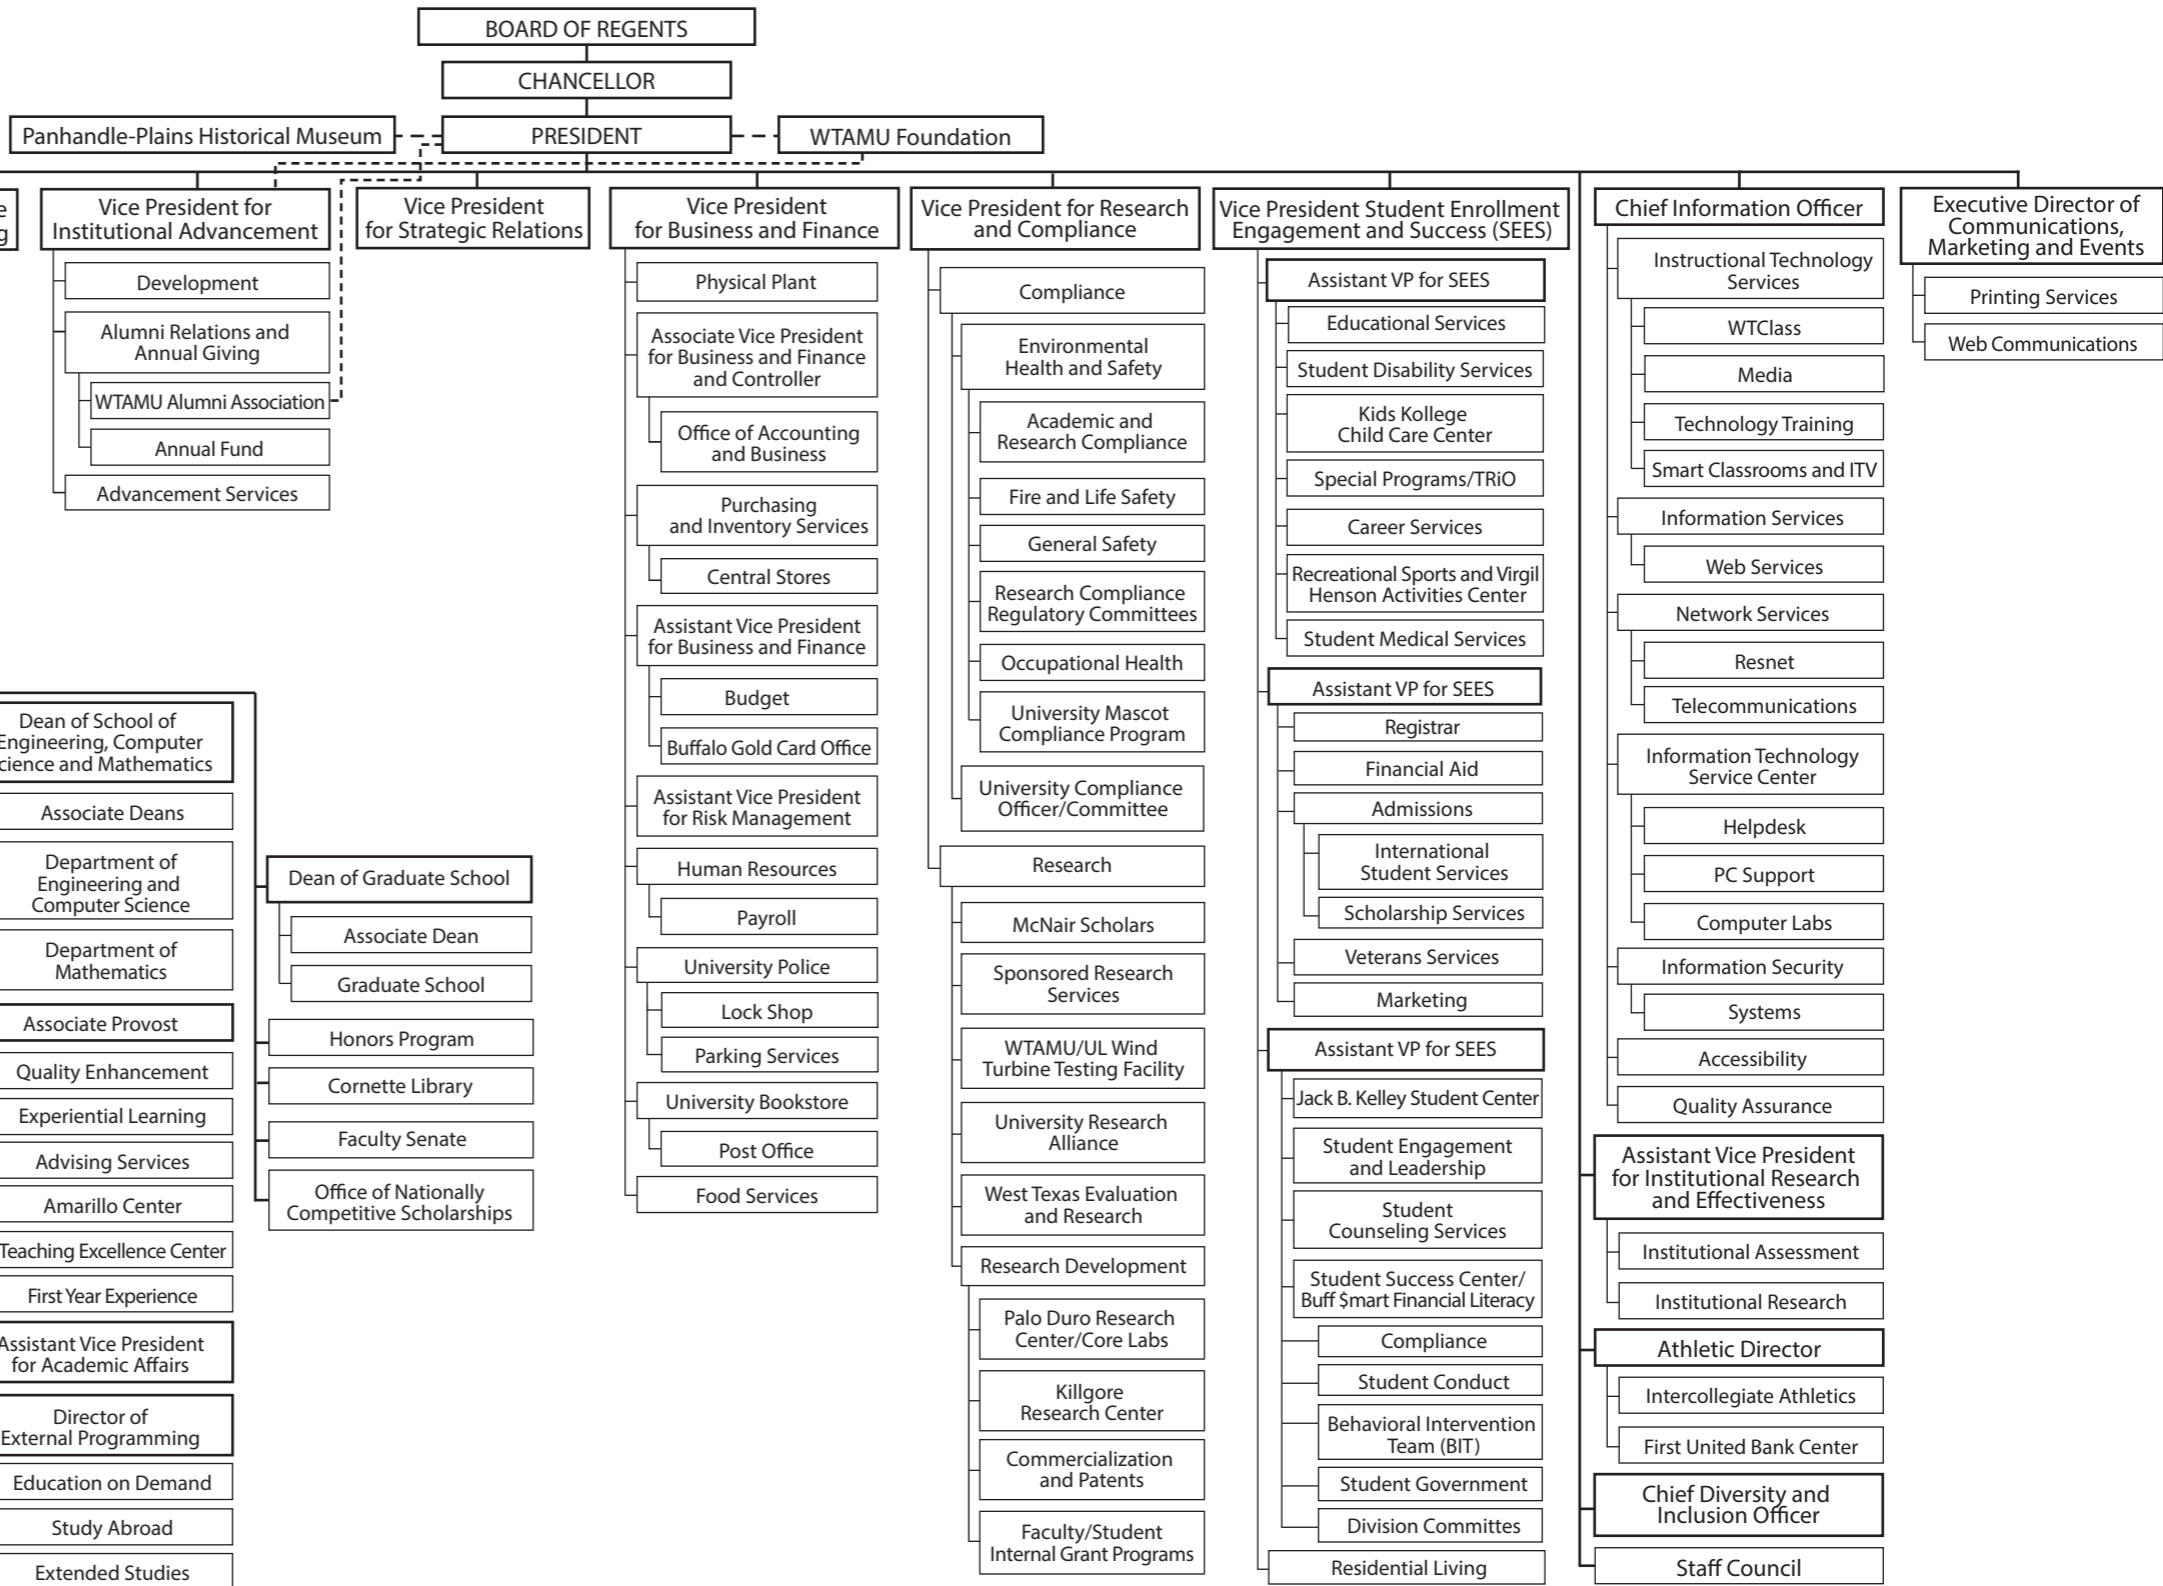 BOARD OF REGENTS
CHANCELLOR
Panhandle-Plains Historical Museum
PRESIDENT
WTAMU Foundation
Vice President for
Institutional Advancement
Development
Alumni Relations and
Annual Giving
WTAMU Alumni Association
Annual Fund
Advancement Services
Vice President
for Strategic Relations
Vice President
for Business and Finance
Physical Plant
Associate Vice President
for Business and Finance
and Controller
Office of Accounting
and Business
Purchasing
and Inventory Services
Central Stores
Assistant Vice President
for Business and Finance
Budget
Buffalo Gold Card Office
Assistant Vice President
for Risk Management
Human Resources
Payroll
University Police
Lock Shop
Parking Services
University Bookstore
Post Office
Food Services
Vice President for Research
and Compliance
Compliance
Environmental
Health and Safety
Academic and
Research Compliance
Fire and Life Safety
General Safety
Research Compliance
Regulatory Committees
Occupational Health
University Mascot
Compliance Program
University Compliance
Officer/Committee
Research
McNair Scholars
Sponsored Research
Services
WTAMU/UL Wind
Turbine Testing Facility
University Research
Alliance
West Texas Evaluation
and Research
Research Development
Palo Duro Research
Center/Core Labs
Killgore
Research Center
Commercialization
and Patents
Faculty/Student
Internal Grant Programs
Vice President Student Enrollment
Engagement and Success (SEES)
Assistant VP for SEES
Educational Services
Student Disability Services
Kids Kollege
Child Care Center
Special Programs/TRiO
Career Services
Recreational Sports and Virgil
Henson Activities Center
Student Medical Services
Assistant VP for SEES
Registrar
Financial Aid
Admissions
International
Student Services
Scholarship Services
Veterans Services
Marketing
Assistant VP for SEES
Jack B. Kelley Student Center
Student Engagement
and Leadership
Student
Counseling Services
Student Success Center/
Buff $mart Financial Literacy
Compliance
Student Conduct
Behavioral Intervention
Team (BIT)
Student Government
Division Committes
Residential Living
Chief Information Officer
Instructional Technology
Services
WTClass
Media
Technology Training
Smart Classrooms and ITV
Information Services
Web Services
Network Services
Resnet
Telecommunications
Information Technology
Service Center
Helpdesk
PC Support
Computer Labs
Information Security
Systems
Accessibility
Quality Assurance
Assistant Vice President
for Institutional Research
and Effectiveness
Institutional Assessment
Institutional Research
Athletic Director
Intercollegiate Athletics
First United Bank Center
Chief Diversity and
Inclusion Officer
Staff Council
Executive Director of
Communications,
Marketing and Events
Printing Services
Web Communications
Dean of School of
Engineering, Computer
Science and Mathematics
Associate Deans
Department of
Engineering and
Computer Science
Department of
Mathematics
Associate Provost
Quality Enhancement
Experiential Learning
Advising Services
Amarillo Center
Teaching Excellence Center
First Year Experience
Assistant Vice President
for Academic Affairs
Director of
External Programming
Education on Demand
Study Abroad
Extended Studies
Dean of Graduate School
Associate Dean
Graduate School
Honors Program
Cornette Library
Faculty Senate
Office of Nationally
Competitive Scholarships